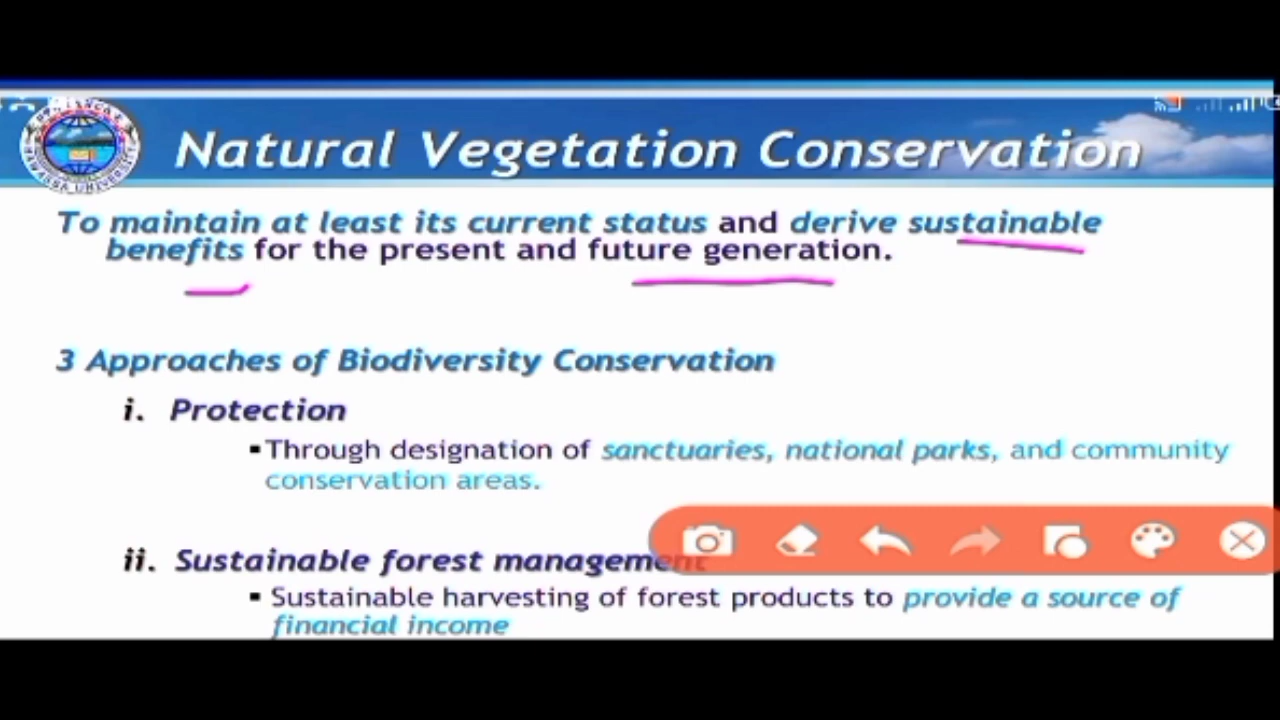 Natural Vegetation Conservation
To maintain at least its current status and derive sustainable
benefits for the present and future generation.
3 Approaches of Biodiversity Conservation
i. Protection
▪Through designation of sanctuaries, national parks, and community
conservation areas.
ii. Sustainable forest management
▪ Sustainable harvesting of forest products to provide a source of
financial income